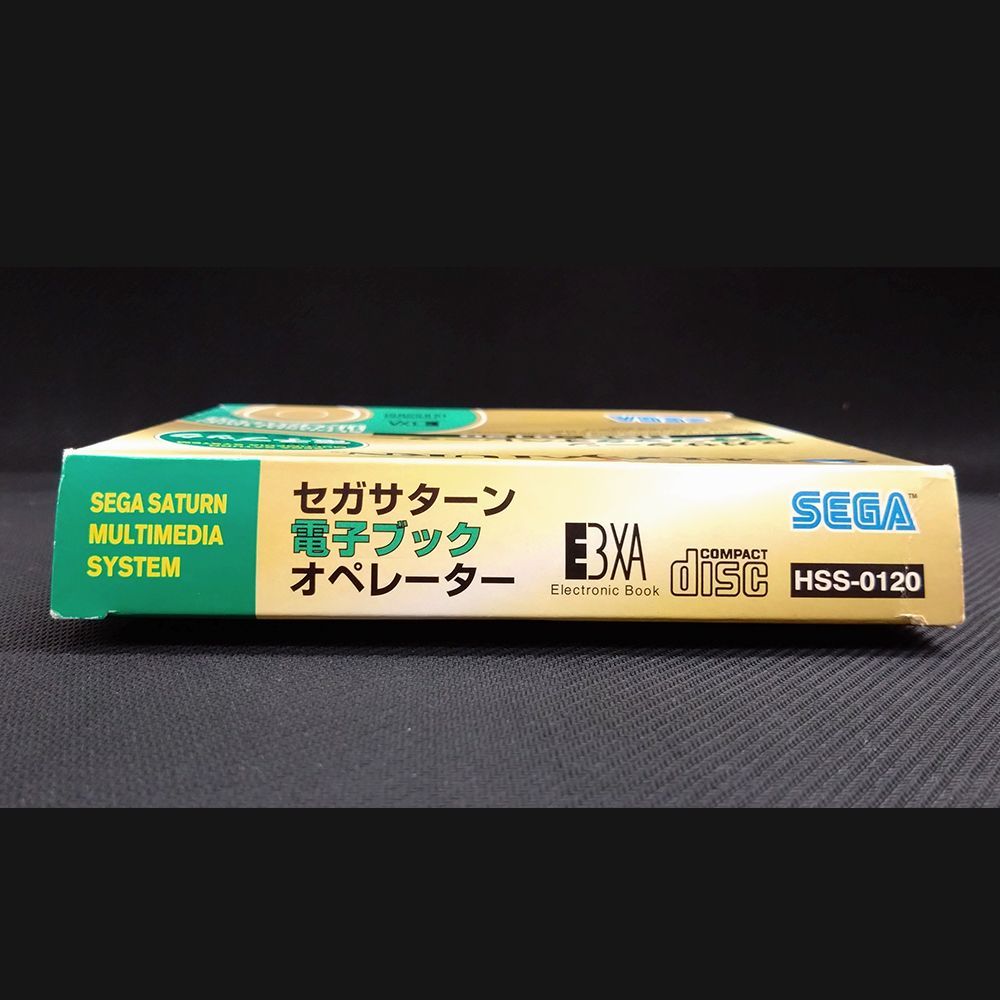 SEGA SATURN
MULTIMEDIA
SYSTEM
セガサターン
電子ブック
オペレーター
EBXA
Electronic Book
COMPACT
disc
SEGA™
HSS-0120
SEGA